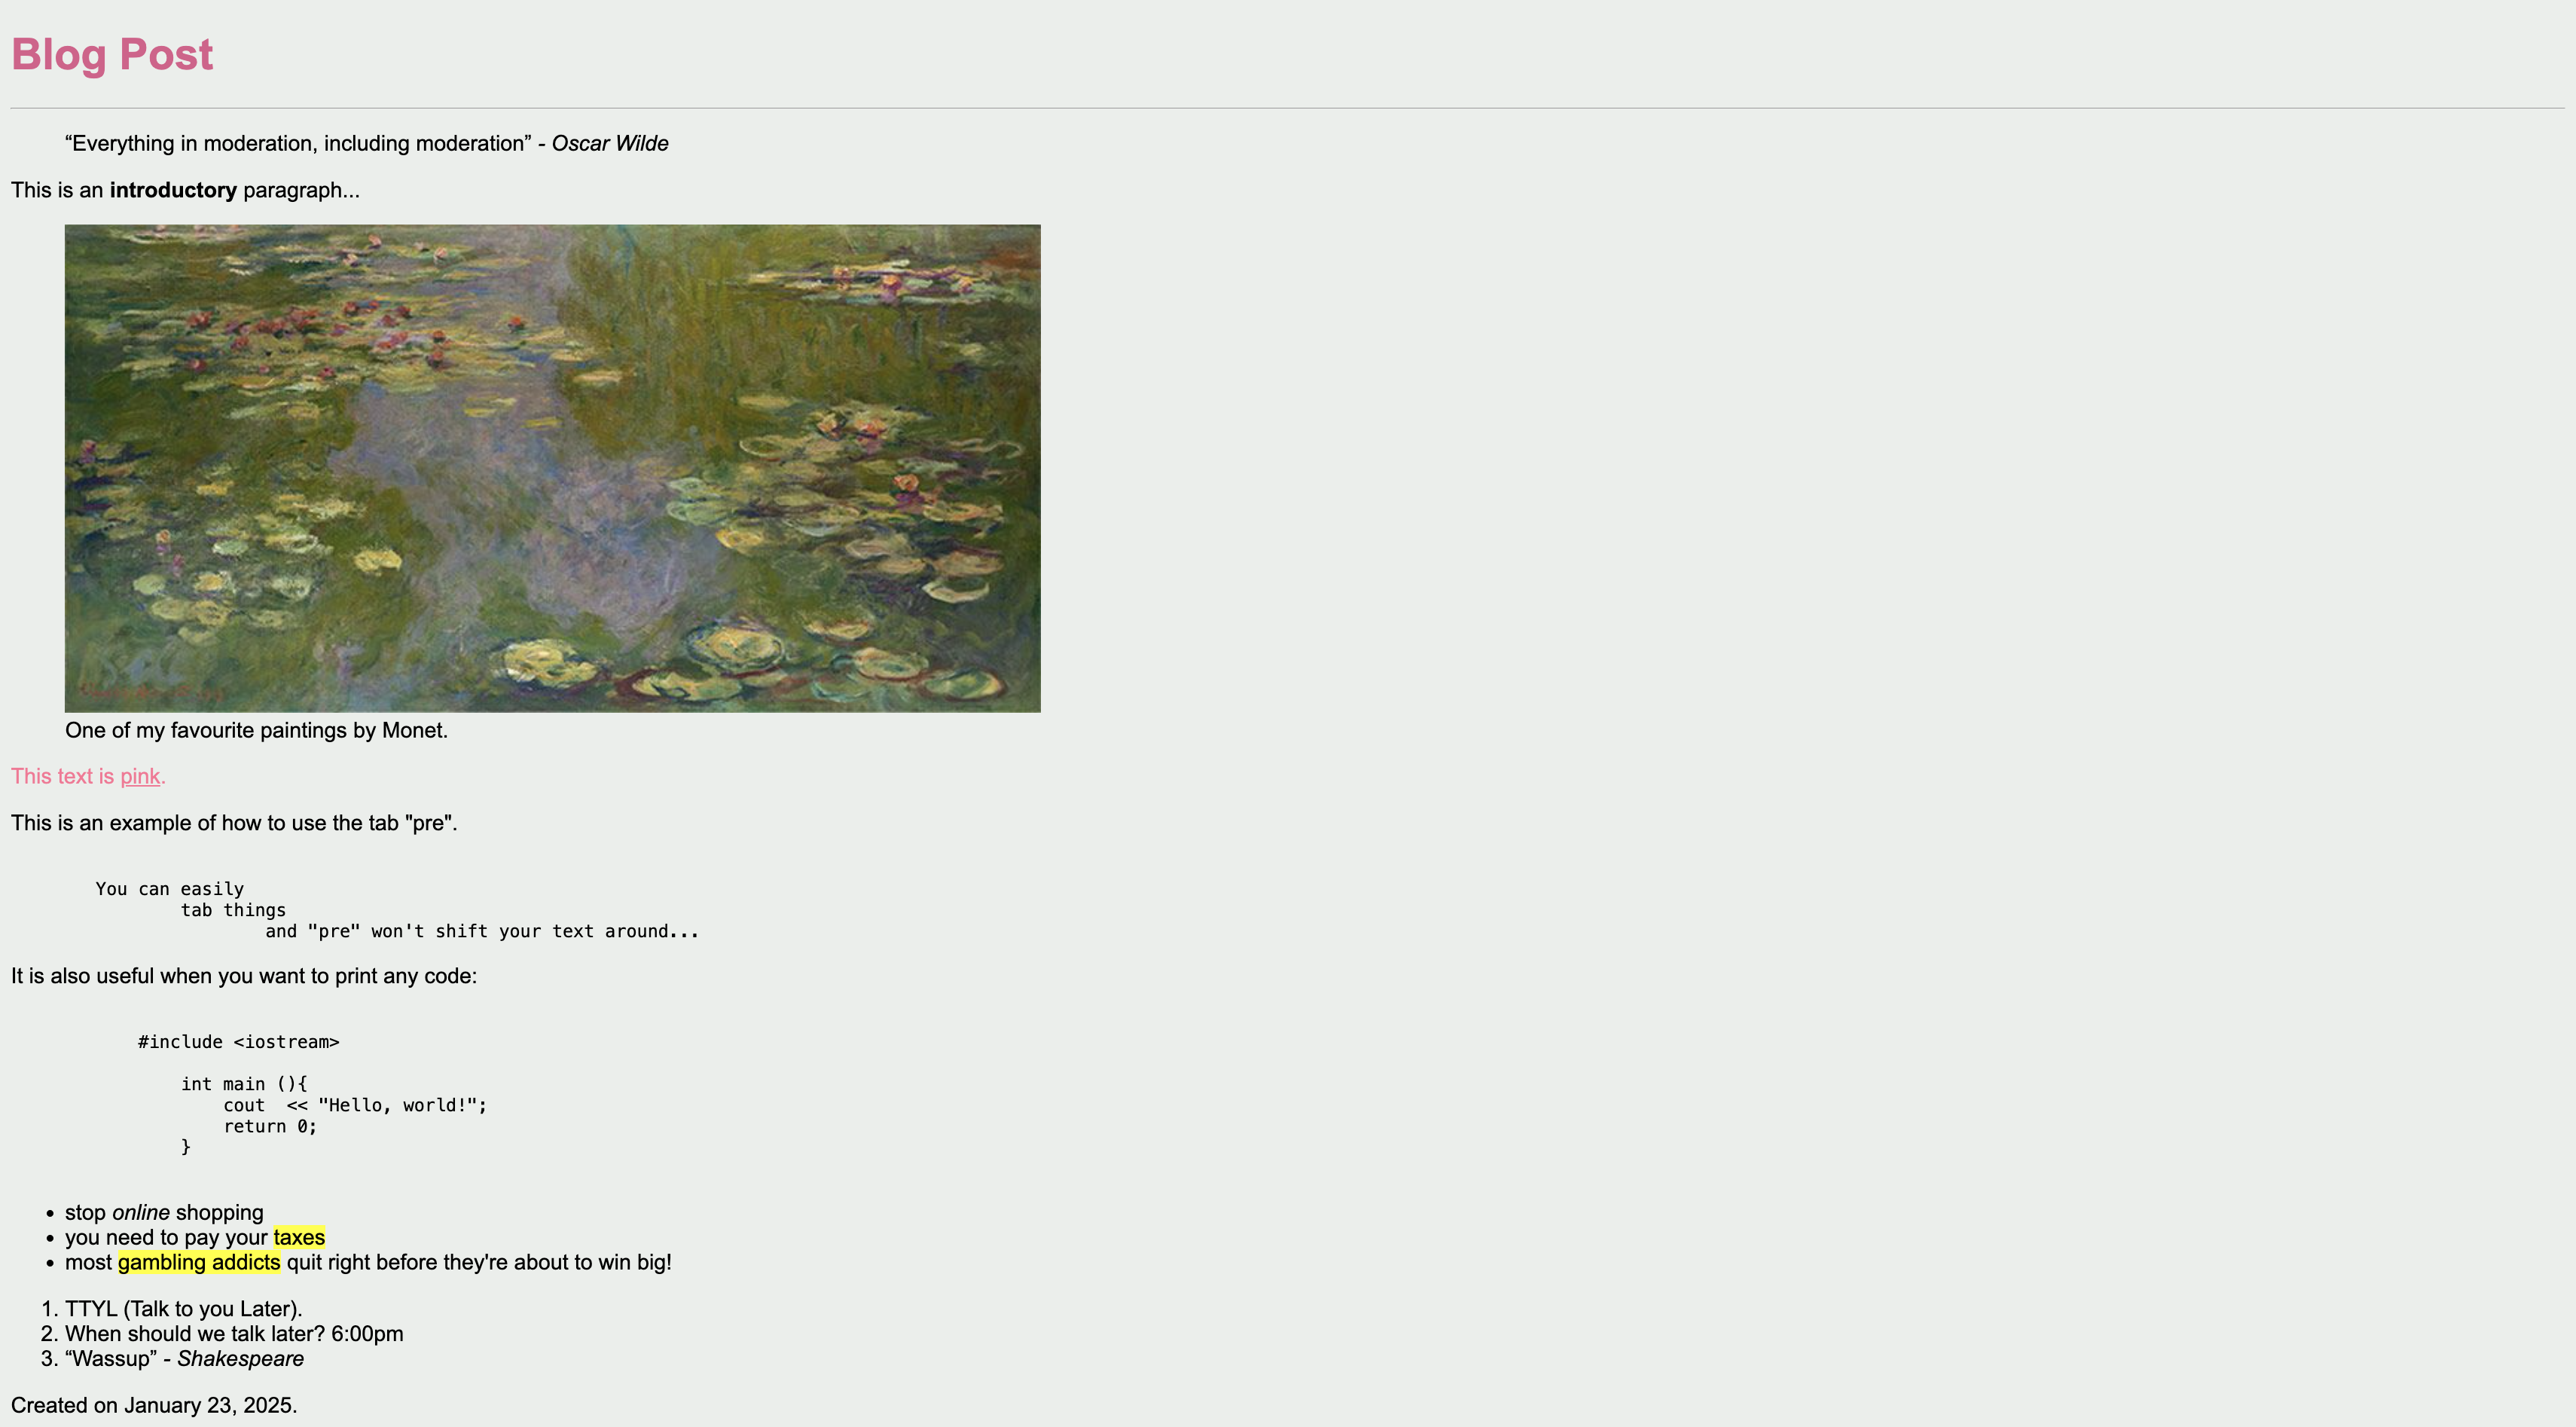 Blog Post
“Everything in moderation, including moderation” - Oscar Wilde
This is an introductory paragraph...
One of my favourite paintings by Monet.
This text is pink.
This is an example of how to use the tab "pre".
You can easily
tab things
and "pre" won't shift your text around...
It is also useful when you want to print any code:
#include <iostream>
int main (){
cout  << "Hello, world!";
return 0;
}
• stop online shopping
• you need to pay your taxes
• most gambling addicts quit right before they're about to win big!
1. TTYL (Talk to you Later).
2. When should we talk later? 6:00pm
3. “Wassup” - Shakespeare
Created on January 23, 2025.